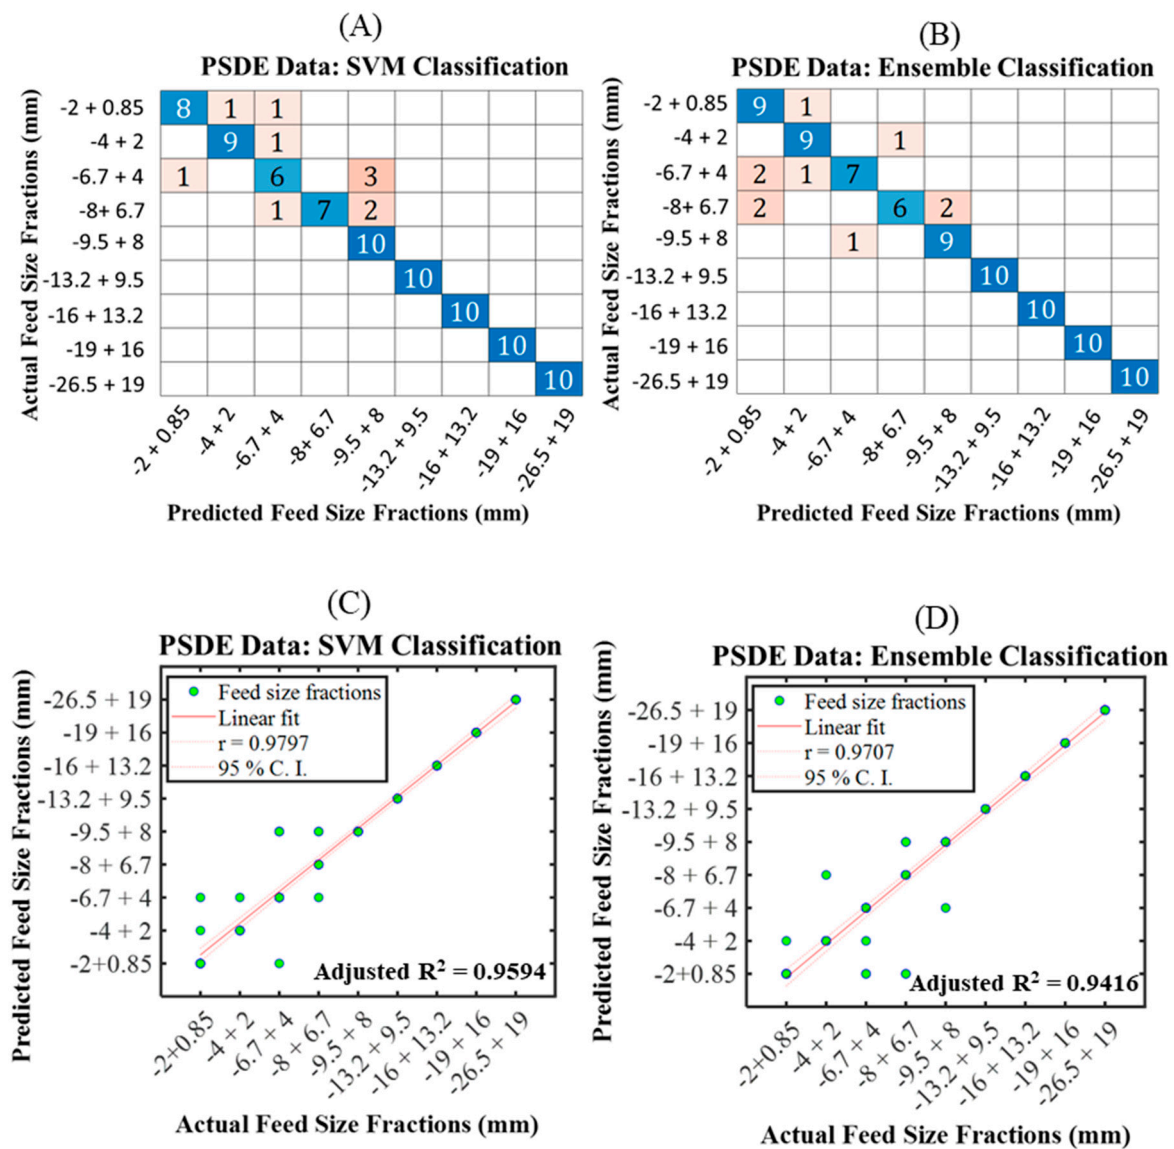 (A)
PSDE Data: SVM Classification
Actual Feed Size Fractions (mm)
-2 + 0.85 8 1 1
-4 + 2 9 1
-6.7 + 4 1 6 3
-8+ 6.7 1 7 2
-9.5 + 8 10
-13.2 + 9.5 10
-16 + 13.2 10
-19 + 16 10
-26.5 + 19 10
-2 + 0.85 -4 + 2 -6.7 + 4 -8+ 6.7 -9.5 + 8 -13.2 + 9.5 -16 + 13.2 -19 + 16 -26.5 + 19
Predicted Feed Size Fractions (mm)
(B)
PSDE Data: Ensemble Classification
Actual Feed Size Fractions (mm)
-2 + 0.85 9 1
-4 + 2 9 1
-6.7 + 4 2 1 7
-8+ 6.7 2 6 2
-9.5 + 8 1 9
-13.2 + 9.5 10
-16 + 13.2 10
-19 + 16 10
-26.5 + 19 10
-2 + 0.85 -4 + 2 -6.7 + 4 -8+ 6.7 -9.5 + 8 -13.2 + 9.5 -16 + 13.2 -19 + 16 -26.5 + 19
Predicted Feed Size Fractions (mm)
(C)
PSDE Data: SVM Classification
Predicted Feed Size Fractions (mm)
-26.5 + 19
-19 + 16
-16 + 13.2
-13.2 + 9.5
-9.5 + 8
-8 + 6.7
-6.7 + 4
-4 + 2
-2+0.85
Feed size fractions
Linear fit
r = 0.9797
95 % C. I.
Adjusted R² = 0.9594
-2+0.85 -4 + 2 -6.7 + 4 -8 + 6.7 -9.5 + 8 -13.2 + 9.5 -16 + 13.2 -19 + 16 -26.5 + 19
Actual Feed Size Fractions (mm)
(D)
PSDE Data: Ensemble Classification
Predicted Feed Size Fractions (mm)
-26.5 + 19
-19 + 16
-16 + 13.2
-13.2 + 9.5
-9.5 + 8
-8 + 6.7
-6.7 + 4
-4 + 2
-2+0.85
Feed size fractions
Linear fit
r = 0.9707
95 % C. I.
Adjusted R² = 0.9416
-2+0.85 -4 + 2 -6.7 + 4 -8 + 6.7 -9.5 + 8 -13.2 + 9.5 -16 + 13.2 -19 + 16 -26.5 + 19
Actual Feed Size Fractions (mm)